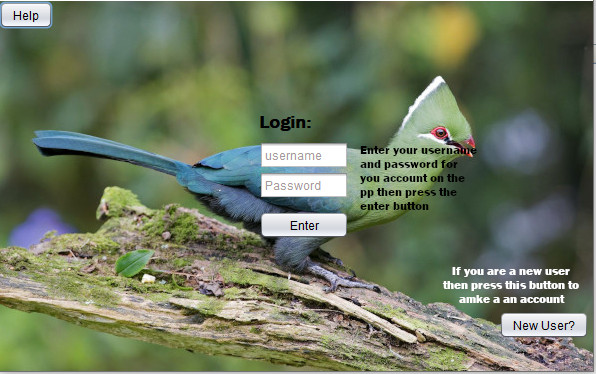 Help
Login:
username
Password
Enter
Enter your username
and password for
you account on the
pp then press the
enter button
If you are a new user
then press this button to
amke a an account
New User?